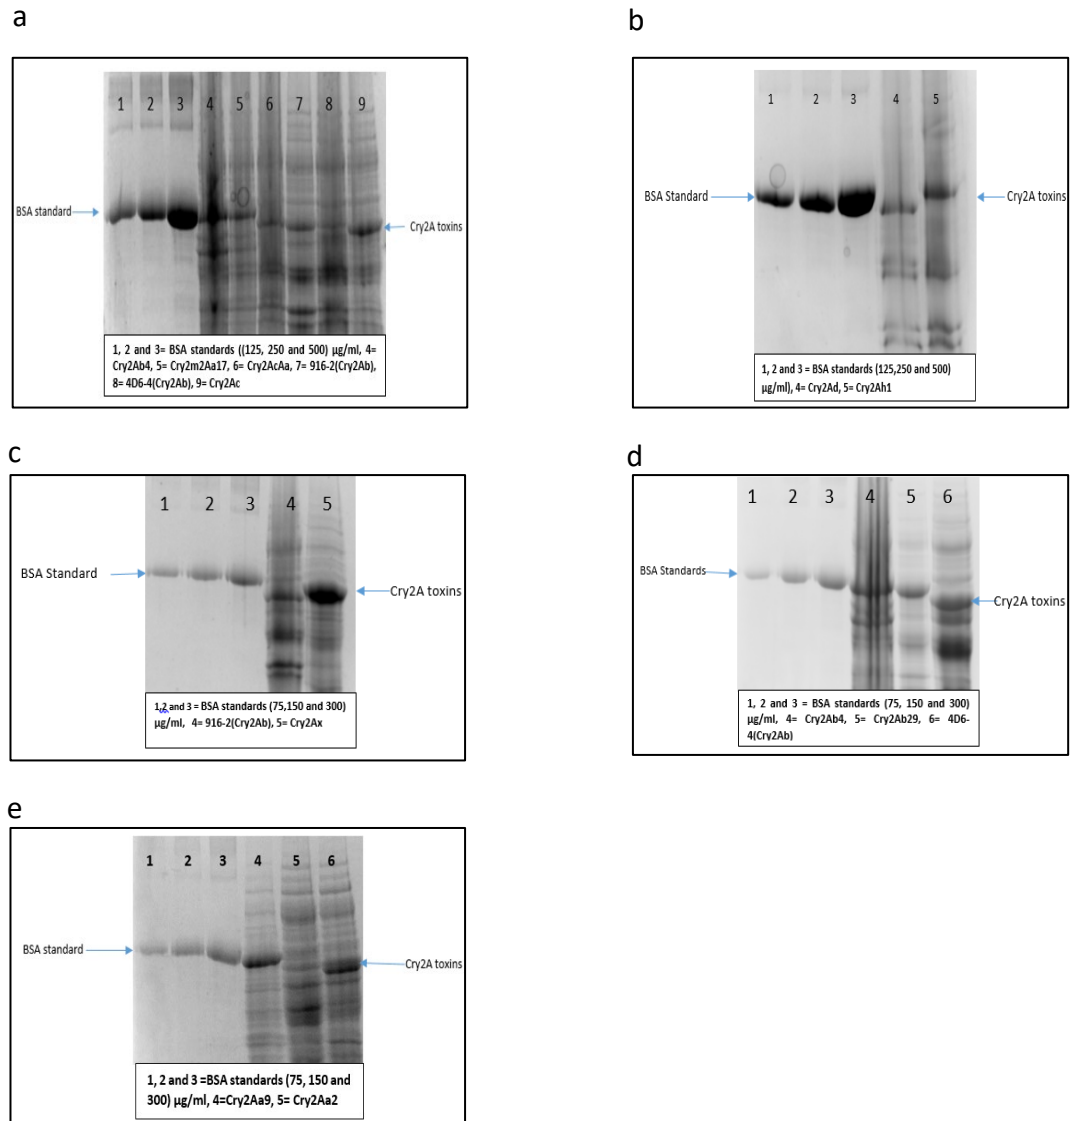 a
1 2 3 4 5 6 7 8 9
BSA standard
Cry2A toxins
1, 2 and 3= BSA standards ((125, 250 and 500) µg/ml, 4=
Cry2Ab4, 5= Cry2m2Aa17, 6= Cry2AcAa, 7= 916-2(Cry2Ab),
8= 4D6-4(Cry2Ab), 9= Cry2Ac
b
1 2 3 4 5
BSA Standard
Cry2A toxins
1, 2 and 3 = BSA standards (125,250 and 500)
µg/ml), 4= Cry2Ad, 5= Cry2Ah1
c
1 2 3 4 5
BSA Standard
Cry2A toxins
1,2 and 3 = BSA standards (75,150 and 300)
µg/ml, 4= 916-2(Cry2Ab), 5= Cry2Ax
d
1 2 3 4 5 6
BSA Standards
Cry2A toxins
1, 2 and 3 = BSA standards (75, 150 and 300)
µg/ml, 4= Cry2Ab4, 5= Cry2Ab29, 6= 4D6-
4(Cry2Ab)
e
1 2 3 4 5 6
BSA standard
Cry2A toxins
1, 2 and 3 =BSA standards (75, 150 and
300) µg/ml, 4=Cry2Aa9, 5= Cry2Aa2